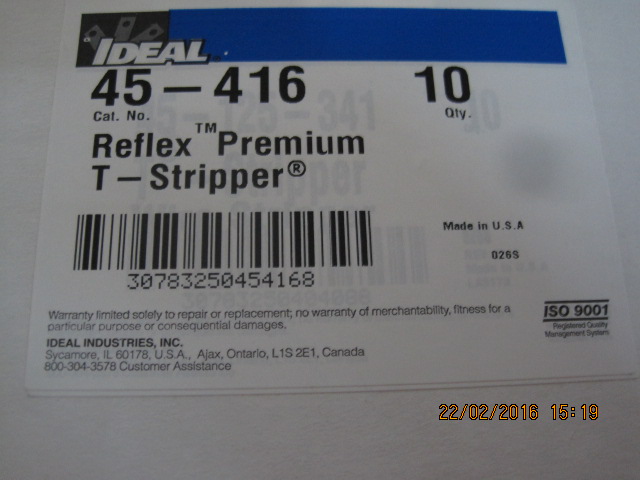 IDEAL
45-416 10
Cat. No. Qty.
Reflex™ Premium
T-Stripper®
Made in U.S.A
026S
30783250454168
Warranty limited solely to repair or replacement; no warranty of merchantability, fitness for a
particular purpose or consequential damages.
ISO 9001
Registered Quality
Management System
IDEAL INDUSTRIES, INC.
Sycamore, IL 60178, U.S.A., Ajax, Ontario, L1S 2E1, Canada
800-304-3578 Customer Assistance
22/02/2016 15:19